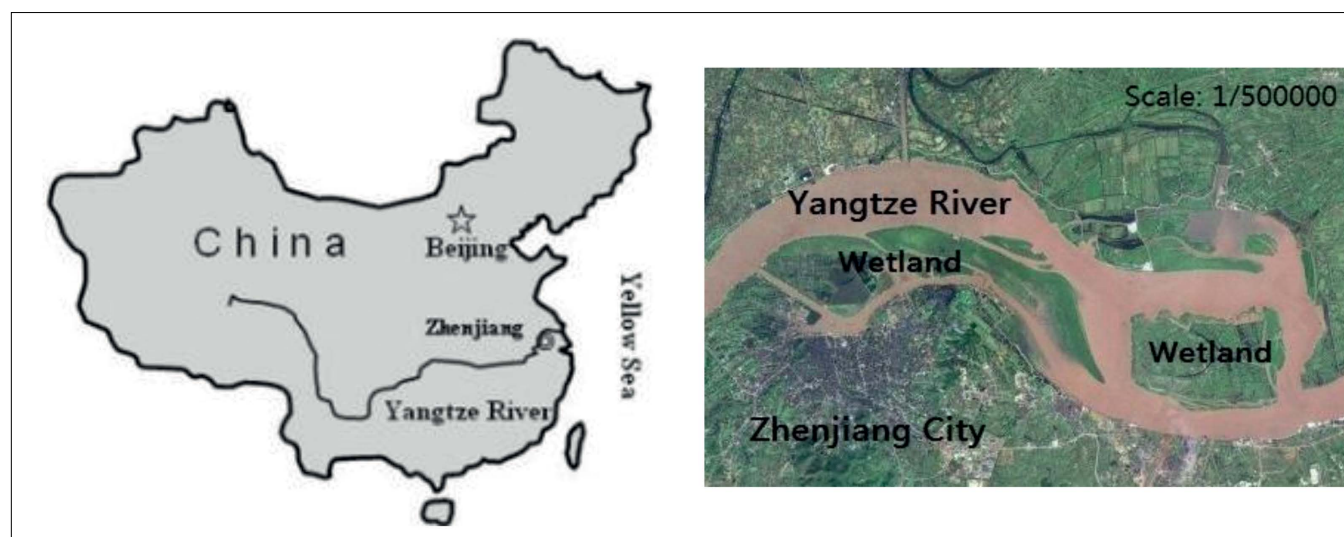 China
Beijing
Zhenjiang
Yangtze River
Yellow Sea
Scale: 1/500000
Yangtze River
Wetland
Wetland
Zhenjiang City